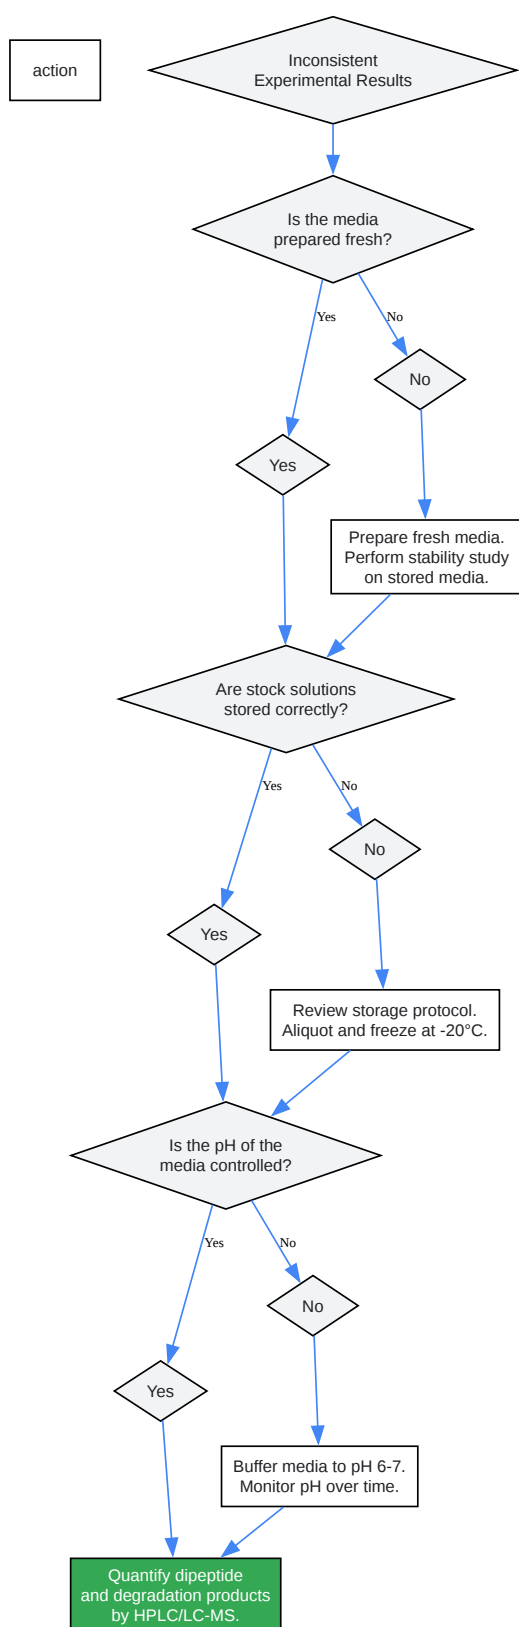 action
Inconsistent
Experimental Results
Is the media
prepared fresh?
Yes
No
No
Yes
Prepare fresh media.
Perform stability study
on stored media.
Are stock solutions
stored correctly?
Yes
No
No
Yes
Review storage protocol.
Aliquot and freeze at -20°C.
Is the pH of the
media controlled?
Yes
No
No
Yes
Buffer media to pH 6-7.
Monitor pH over time.
Quantify dipeptide
and degradation products
by HPLC/LC-MS.